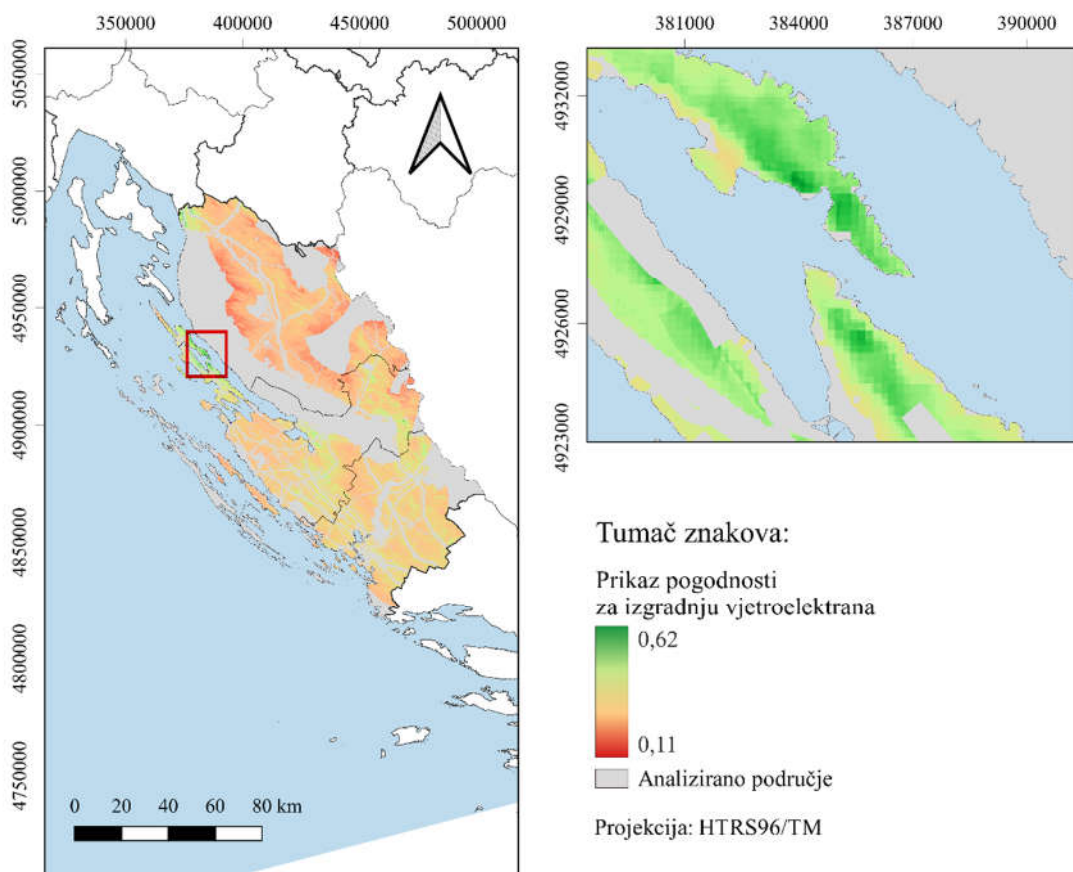 350000 400000 450000 500000
5050000
5000000
4950000
4900000
4850000
4800000
4750000
0 20 40 60 80 km
381000 384000 387000 390000
4932000
4929000
4926000
4923000
Tumač znakova:
Prikaz pogodnosti
za izgradnju vjetroelektrana
0,62
0,11
Analizirano područje
Projekcija: HTRS96/TM